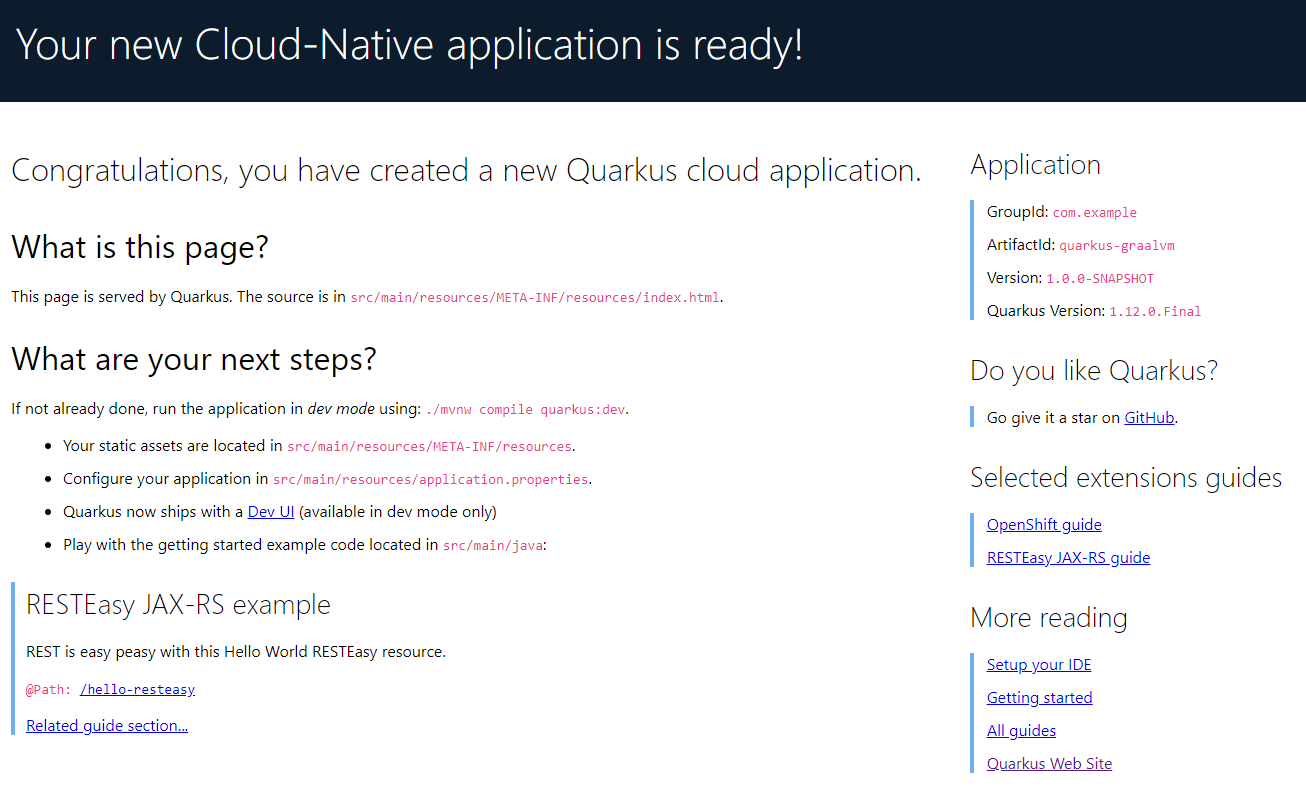 Your new Cloud-Native application is ready!
Congratulations, you have created a new Quarkus cloud application.
What is this page?
This page is served by Quarkus. The source is in src/main/resources/META-INF/resources/index.html.
What are your next steps?
If not already done, run the application in dev mode using: ./mvnw compile quarkus:dev.
• Your static assets are located in src/main/resources/META-INF/resources.
• Configure your application in src/main/resources/application.properties.
• Quarkus now ships with a Dev UI (available in dev mode only)
• Play with the getting started example code located in src/main/java:
RESTEasy JAX-RS example
REST is easy peasy with this Hello World RESTEasy resource.
@Path: /hello-resteasy
Related guide section...
Application
GroupId: com.example
ArtifactId: quarkus-graalvm
Version: 1.0.0-SNAPSHOT
Quarkus Version: 1.12.0.Final
Do you like Quarkus?
Go give it a star on GitHub.
Selected extensions guides
OpenShift guide
RESTEasy JAX-RS guide
More reading
Setup your IDE
Getting started
All guides
Quarkus Web Site